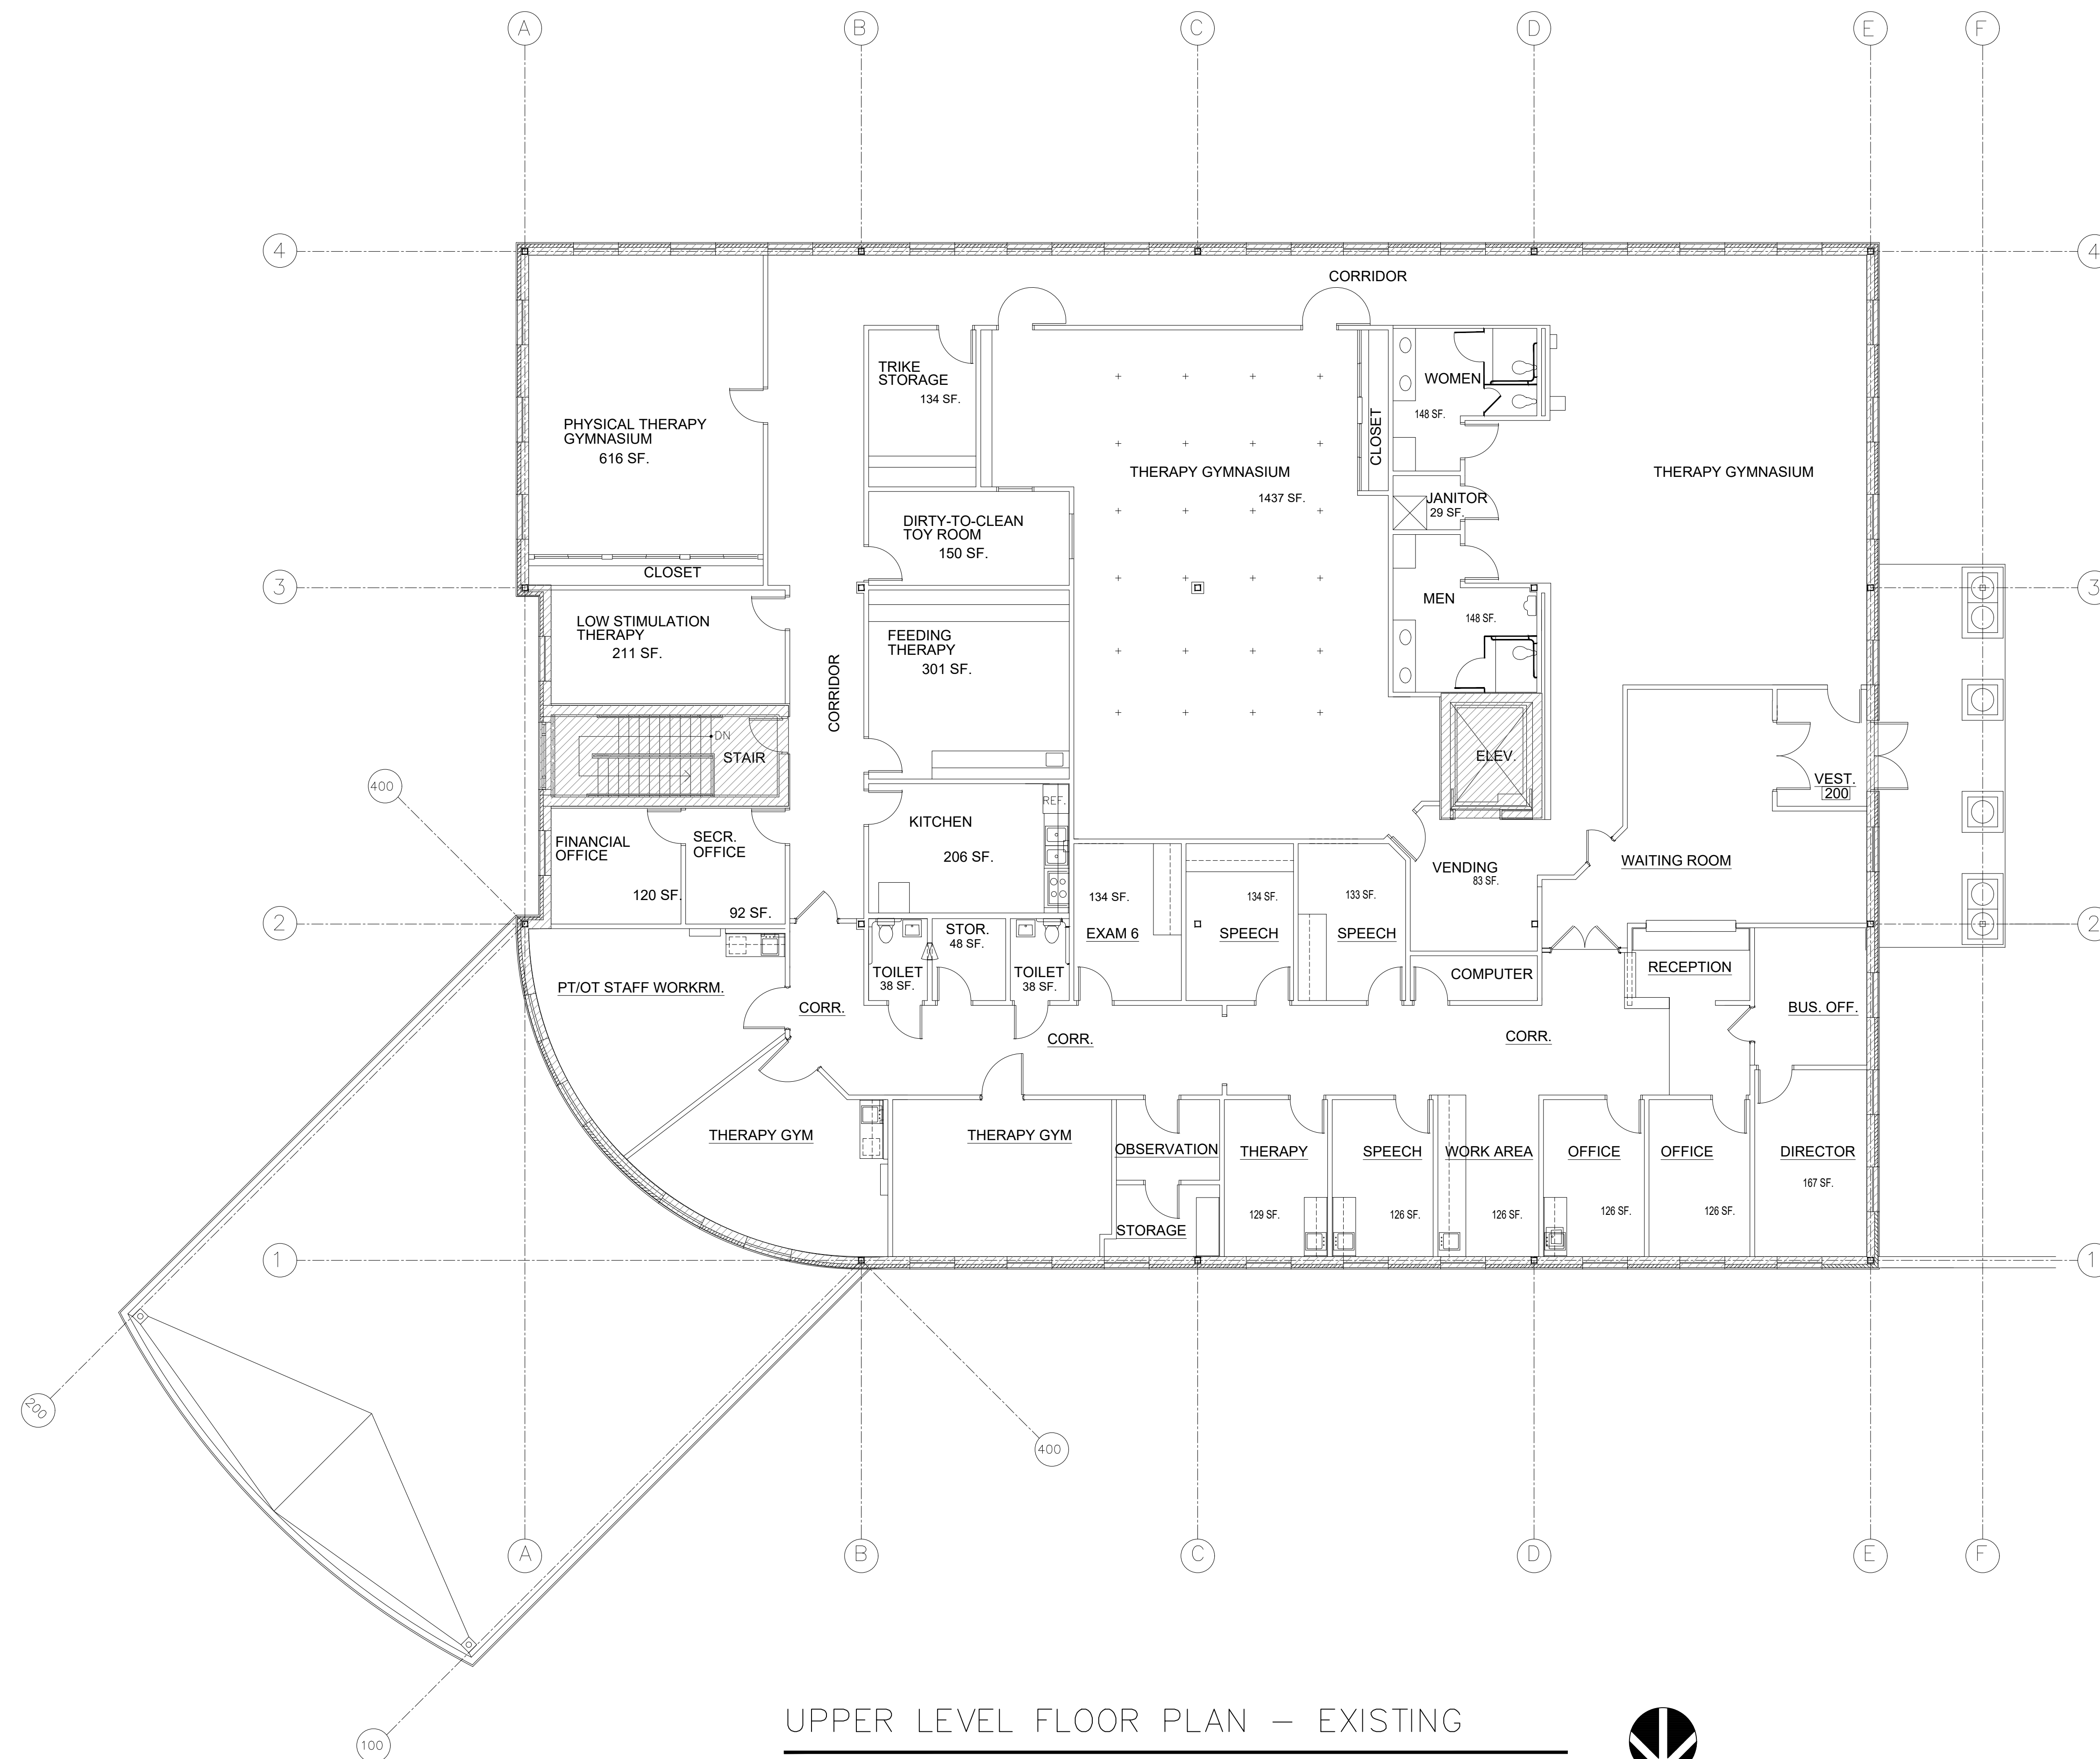 A B C D E F
4 4
CORRIDOR
TRIKE
STORAGE
134 SF.
WOMEN
148 SF.
CLOSET
PHYSICAL THERAPY
GYMNASIUM
616 SF.
THERAPY GYMNASIUM
1437 SF.
THERAPY GYMNASIUM
JANITOR
29 SF.
DIRTY-TO-CLEAN
TOY ROOM
150 SF.
CLOSET
3 3
MEN
148 SF.
LOW STIMULATION
THERAPY
211 SF.
FEEDING
THERAPY
301 SF.
CORRIDOR
DN
STAIR
ELEV.
VEST.
200
400
REF.
KITCHEN
206 SF.
FINANCIAL
OFFICE
120 SF.
SECR.
OFFICE
92 SF.
VENDING
83 SF.
WAITING ROOM
134 SF.
EXAM 6
134 SF.
SPEECH
133 SF.
SPEECH
2 2
STOR.
48 SF.
TOILET
38 SF.
TOILET
38 SF.
COMPUTER
RECEPTION
PT/OT STAFF WORKRM.
CORR.
BUS. OFF.
CORR.
CORR.
THERAPY GYM
THERAPY GYM
OBSERVATION
THERAPY
129 SF.
SPEECH
126 SF.
WORK AREA
126 SF.
OFFICE
126 SF.
OFFICE
126 SF.
DIRECTOR
167 SF.
STORAGE
1 1
200
400
A B C D E F
UPPER LEVEL FLOOR PLAN – EXISTING
100